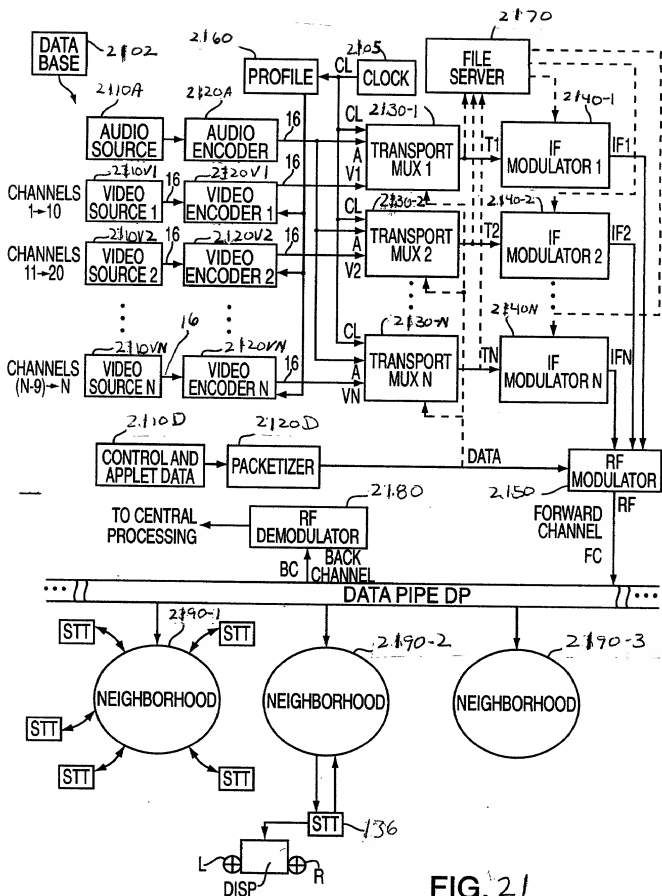 2170
2102
2160
2105
DATA BASE
PROFILE
CL
CLOCK
FILE SERVER
2110A
2120A
2130-1
2140-1
AUDIO SOURCE
AUDIO ENCODER
16
CL
A
V1
TRANSPORT MUX 1
T1
IF MODULATOR 1
IF1
2110V1
16
2120V1
16
CHANNELS 1→10
VIDEO SOURCE 1
VIDEO ENCODER 1
2130-2
2140-2
2110V2
16
2120V2
16
CHANNELS 11→20
VIDEO SOURCE 2
VIDEO ENCODER 2
CL
A
V2
TRANSPORT MUX 2
T2
IF MODULATOR 2
IF2
2110VN
16
2120VN
16
2130-N
2140N
CHANNELS (N-9)→N
VIDEO SOURCE N
VIDEO ENCODER N
CL
A
VN
TRANSPORT MUX N
TN
IF MODULATOR N
IFN
2110D
2120D
CONTROL AND APPLET DATA
PACKETIZER
DATA
RF MODULATOR
2150
RF
2180
TO CENTRAL PROCESSING
RF DEMODULATOR
FORWARD CHANNEL
FC
BC
BACK CHANNEL
DATA PIPE DP
2190-1
2190-2
2190-3
STT
STT
NEIGHBORHOOD
NEIGHBORHOOD
NEIGHBORHOOD
STT
STT
STT
STT
136
L
R
DISP
FIG. 21